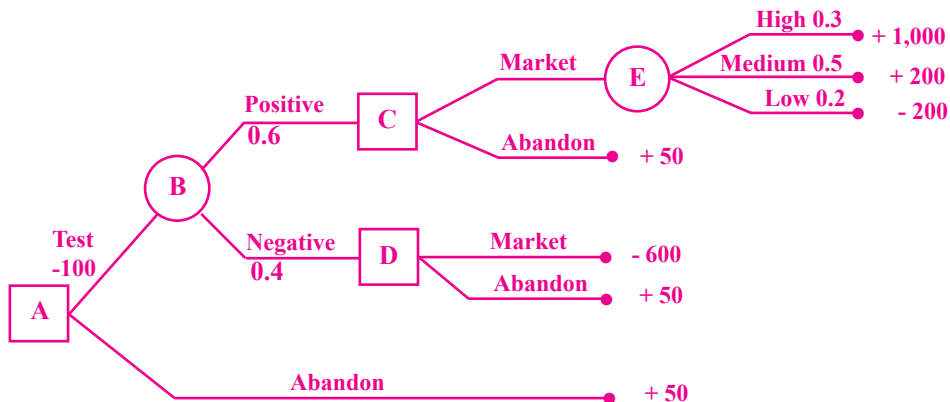 High 0.3
+ 1,000
Market
E
Medium 0.5
+ 200
Low 0.2
- 200
Positive
0.6
C
Abandon
+ 50
B
Test
-100
Negative
0.4
D
Market
- 600
Abandon
+ 50
A
Abandon
+ 50